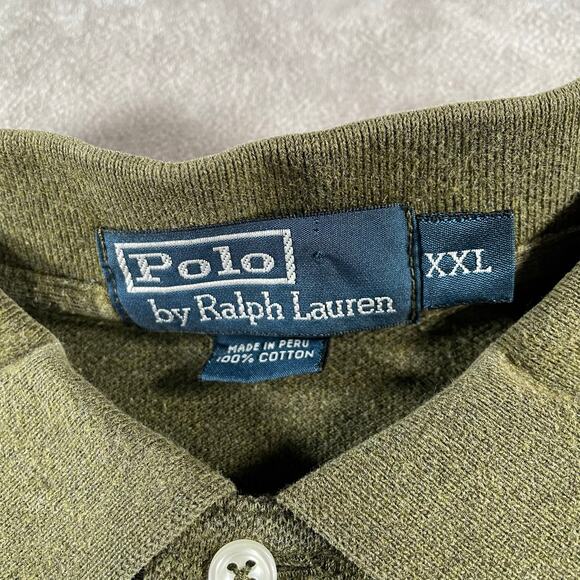 Polo
by Ralph Lauren
XXL
MADE IN PERU
100% COTTON